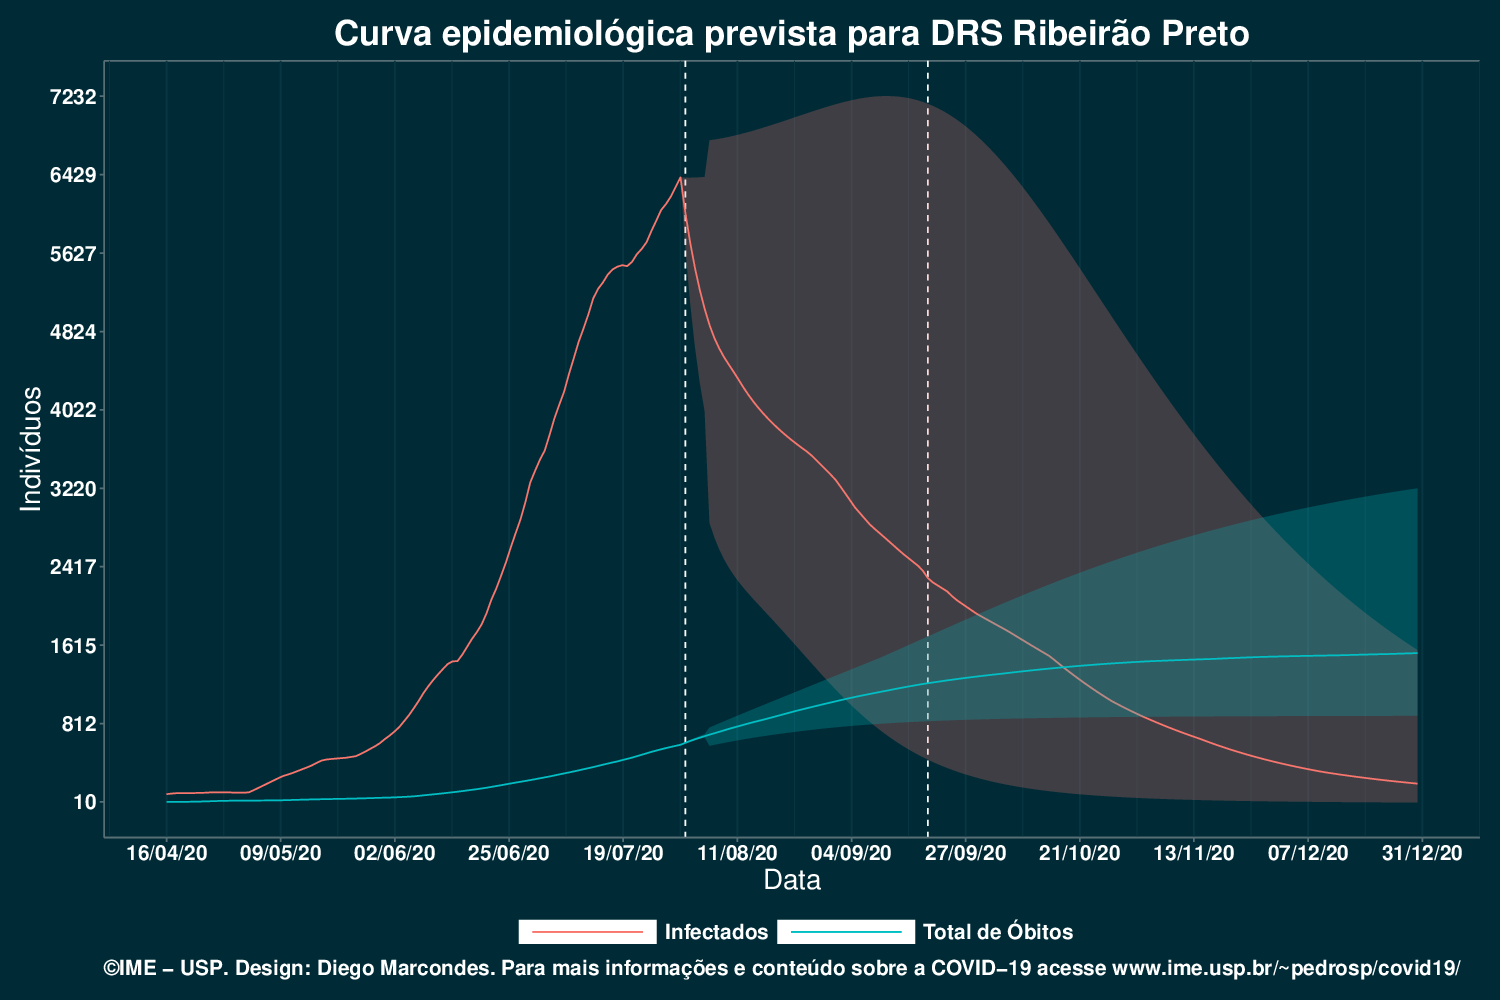 Curva epidemiológica prevista para DRS Ribeirão Preto
Indivíduos
7232
6429
5627
4824
4022
3220
2417
1615
812
10
16/04/20 09/05/20 02/06/20 25/06/20 19/07/20 11/08/20 04/09/20 27/09/20 21/10/20 13/11/20 07/12/20 31/12/20
Data
Infectados Total de Óbitos
©IME − USP. Design: Diego Marcondes. Para mais informações e conteúdo sobre a COVID−19 acesse www.ime.usp.br/~pedrosp/covid19/